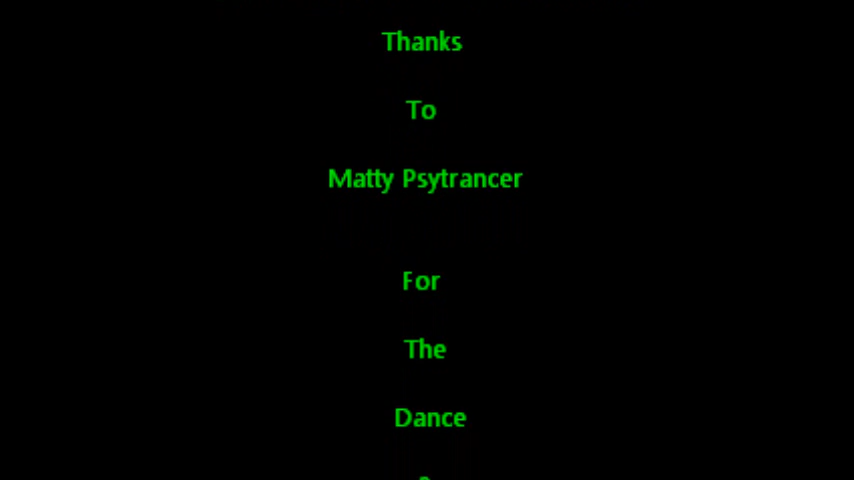 Thanks
To
Matty Psytrancer
For
The
Dance